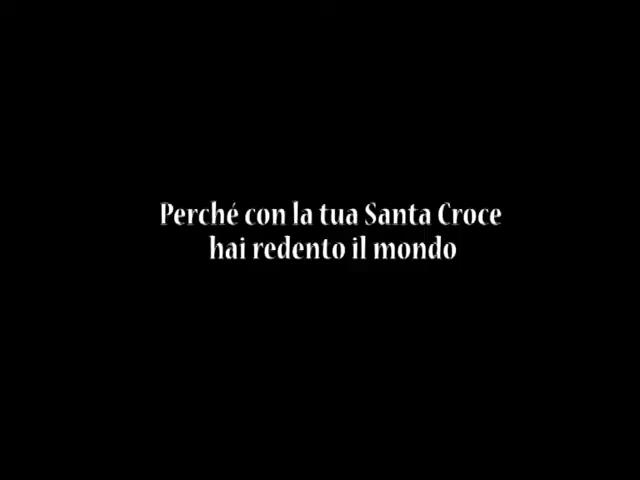 Perché con la tua Santa Croce
hai redento il mondo